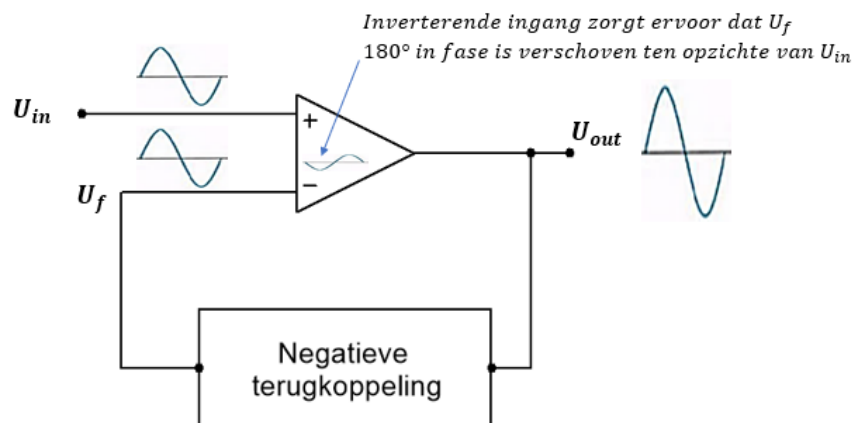 Inverterende ingang zorgt ervoor dat U_f
180° in fase is verschoven ten opzichte van U_in
U_in
+
U_out
−
U_f
Negatieve
terugkoppeling